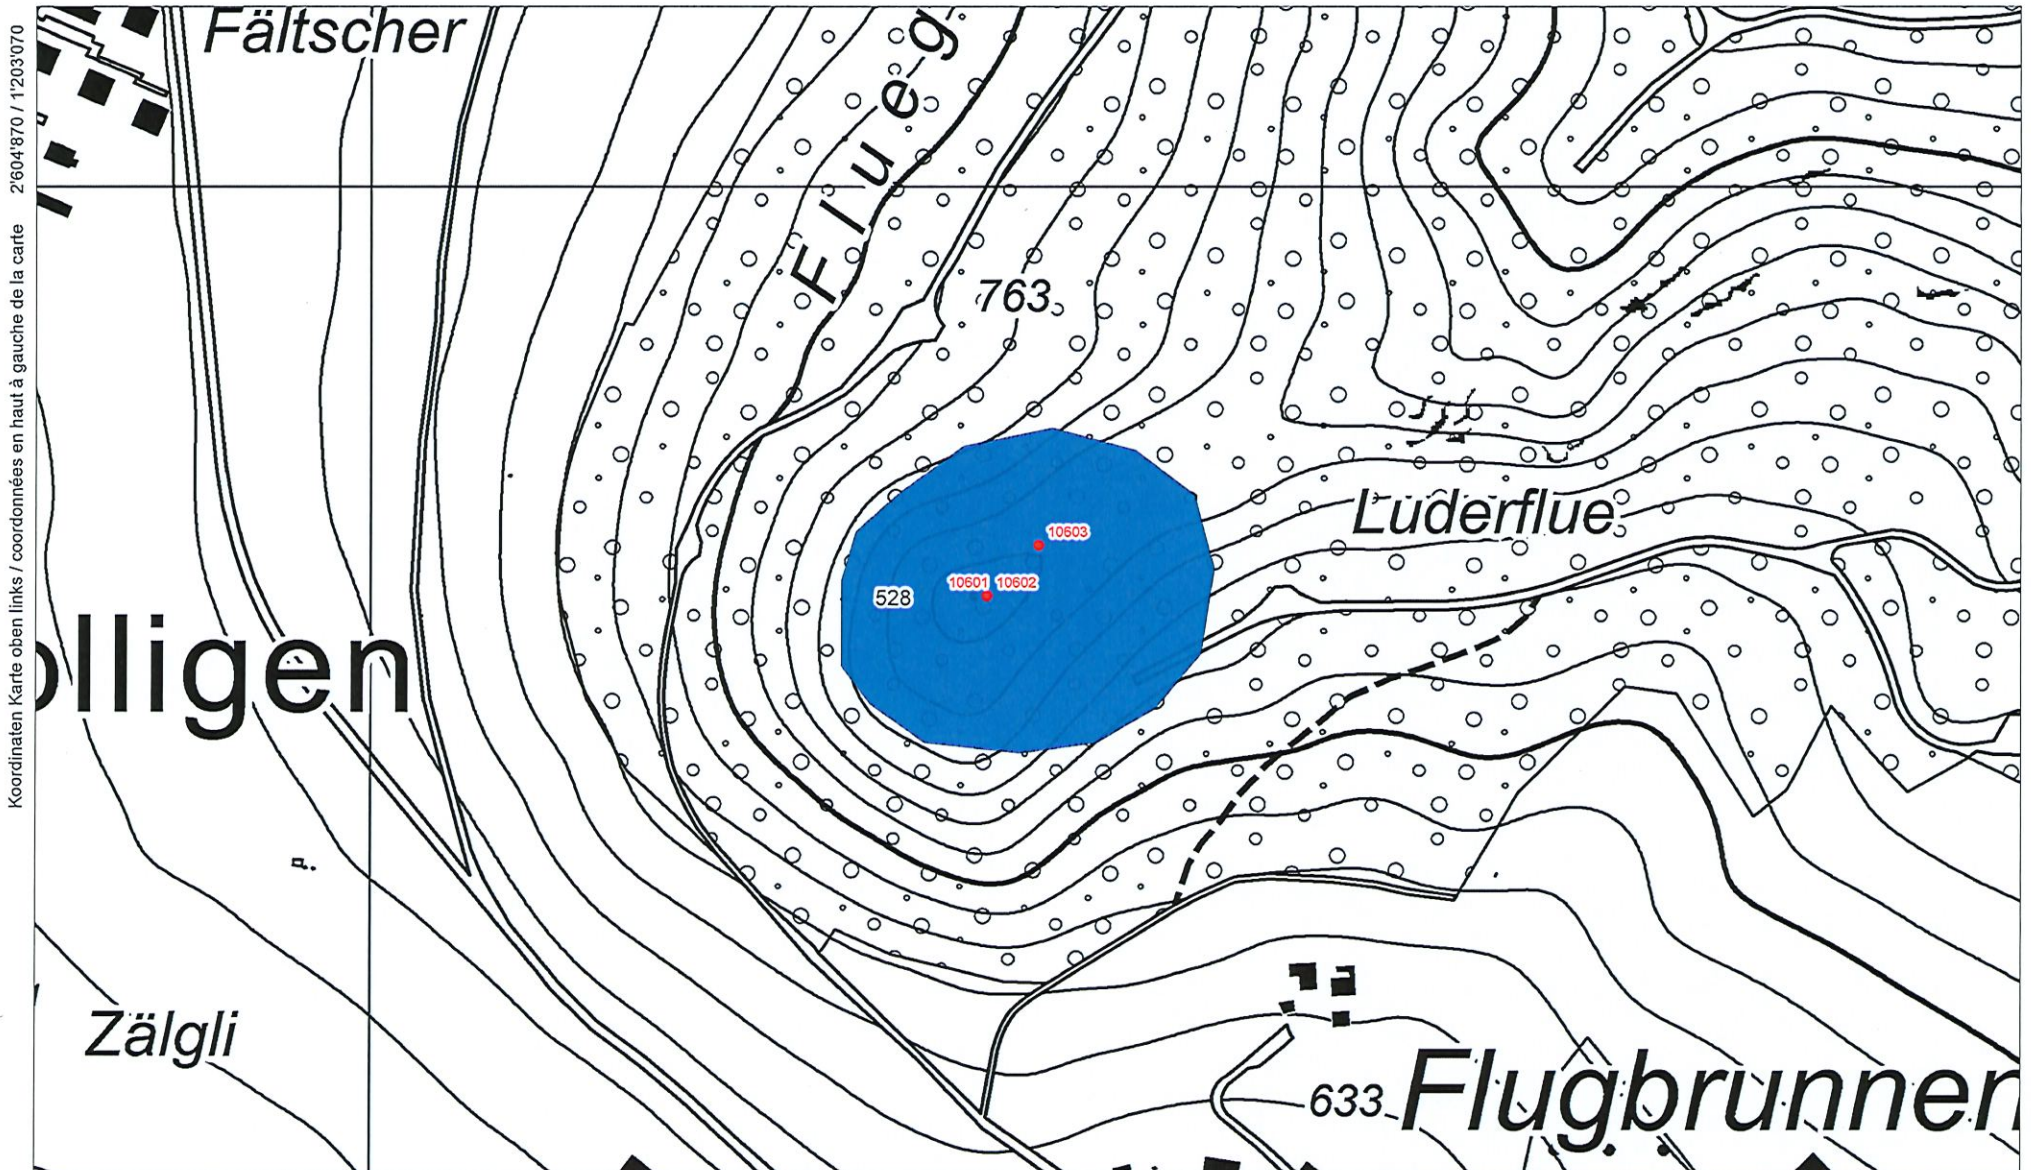 Koordinaten Karte oben links / coordonnées en haut à gauche de la carte 2'604'870 / 1'203'070
Fältscher
Flueg
763
Luderflue
10603
10601 10602
528
olligen
Zälgli
633
Flugbrunnen